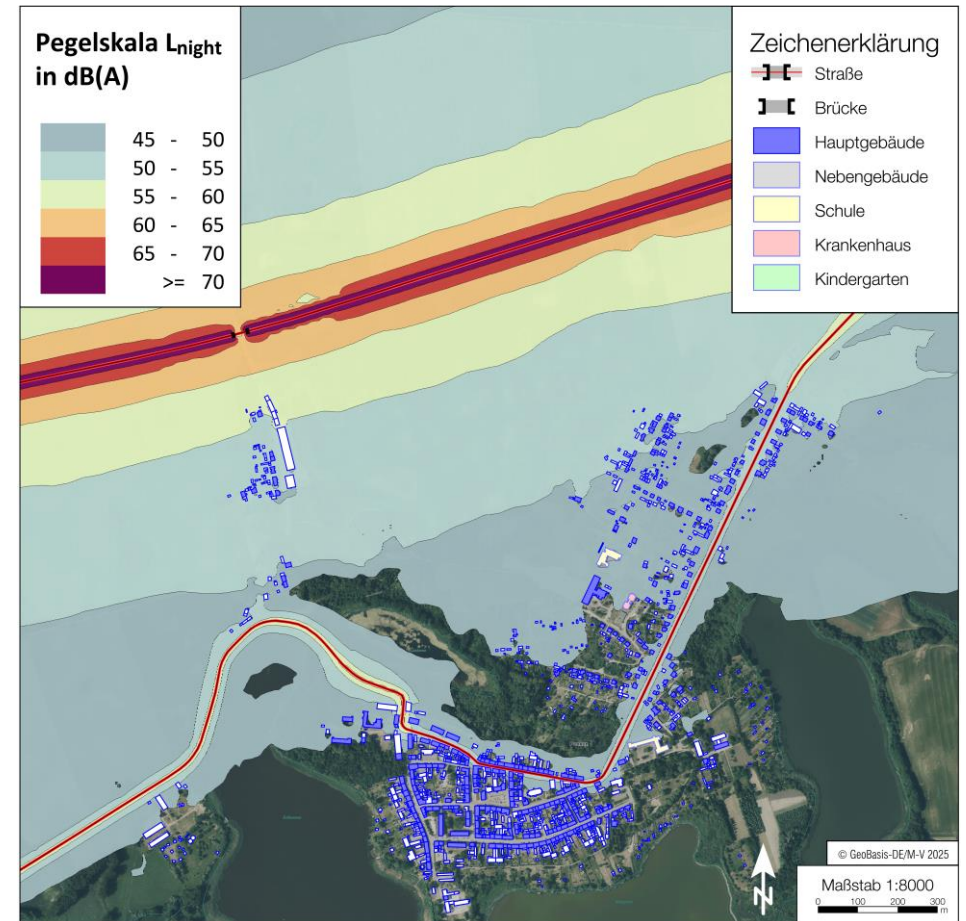 Pegelskala Lnight
in dB(A)
45 - 50
50 - 55
55 - 60
60 - 65
65 - 70
>= 70
Zeichenerklärung
Straße
Brücke
Hauptgebäude
Nebengebäude
Schule
Krankenhaus
Kindergarten
© GeoBasis-DE/M-V 2025
Maßstab 1:8000
0 100 200 300
m
N